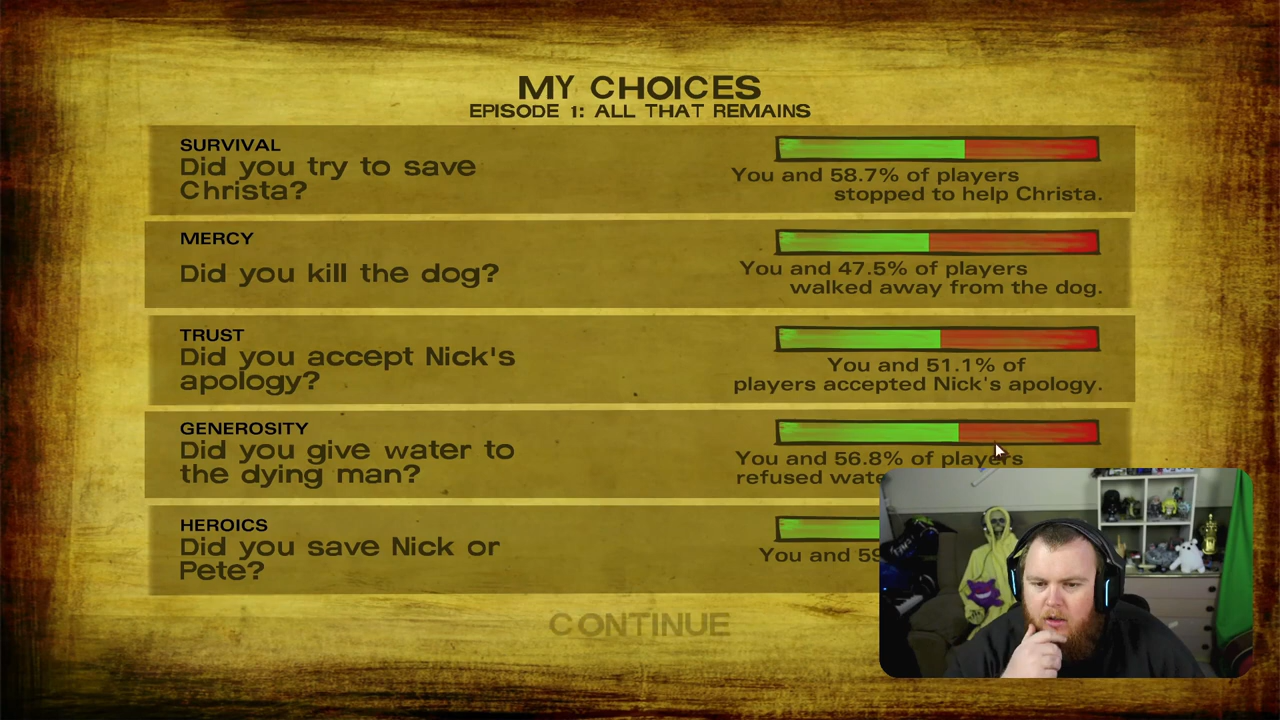 MY CHOICES
EPISODE 1: ALL THAT REMAINS
SURVIVAL
Did you try to save
Christa?
You and 58.7% of players
stopped to help Christa.
MERCY
Did you kill the dog?
You and 47.5% of players
walked away from the dog.
TRUST
Did you accept Nick's
apology?
You and 51.1% of
players accepted Nick's apology.
GENEROSITY
Did you give water to
the dying man?
You and 56.8% of players
refused
HEROICS
Did you save Nick or
Pete?
You and
CONTINUE